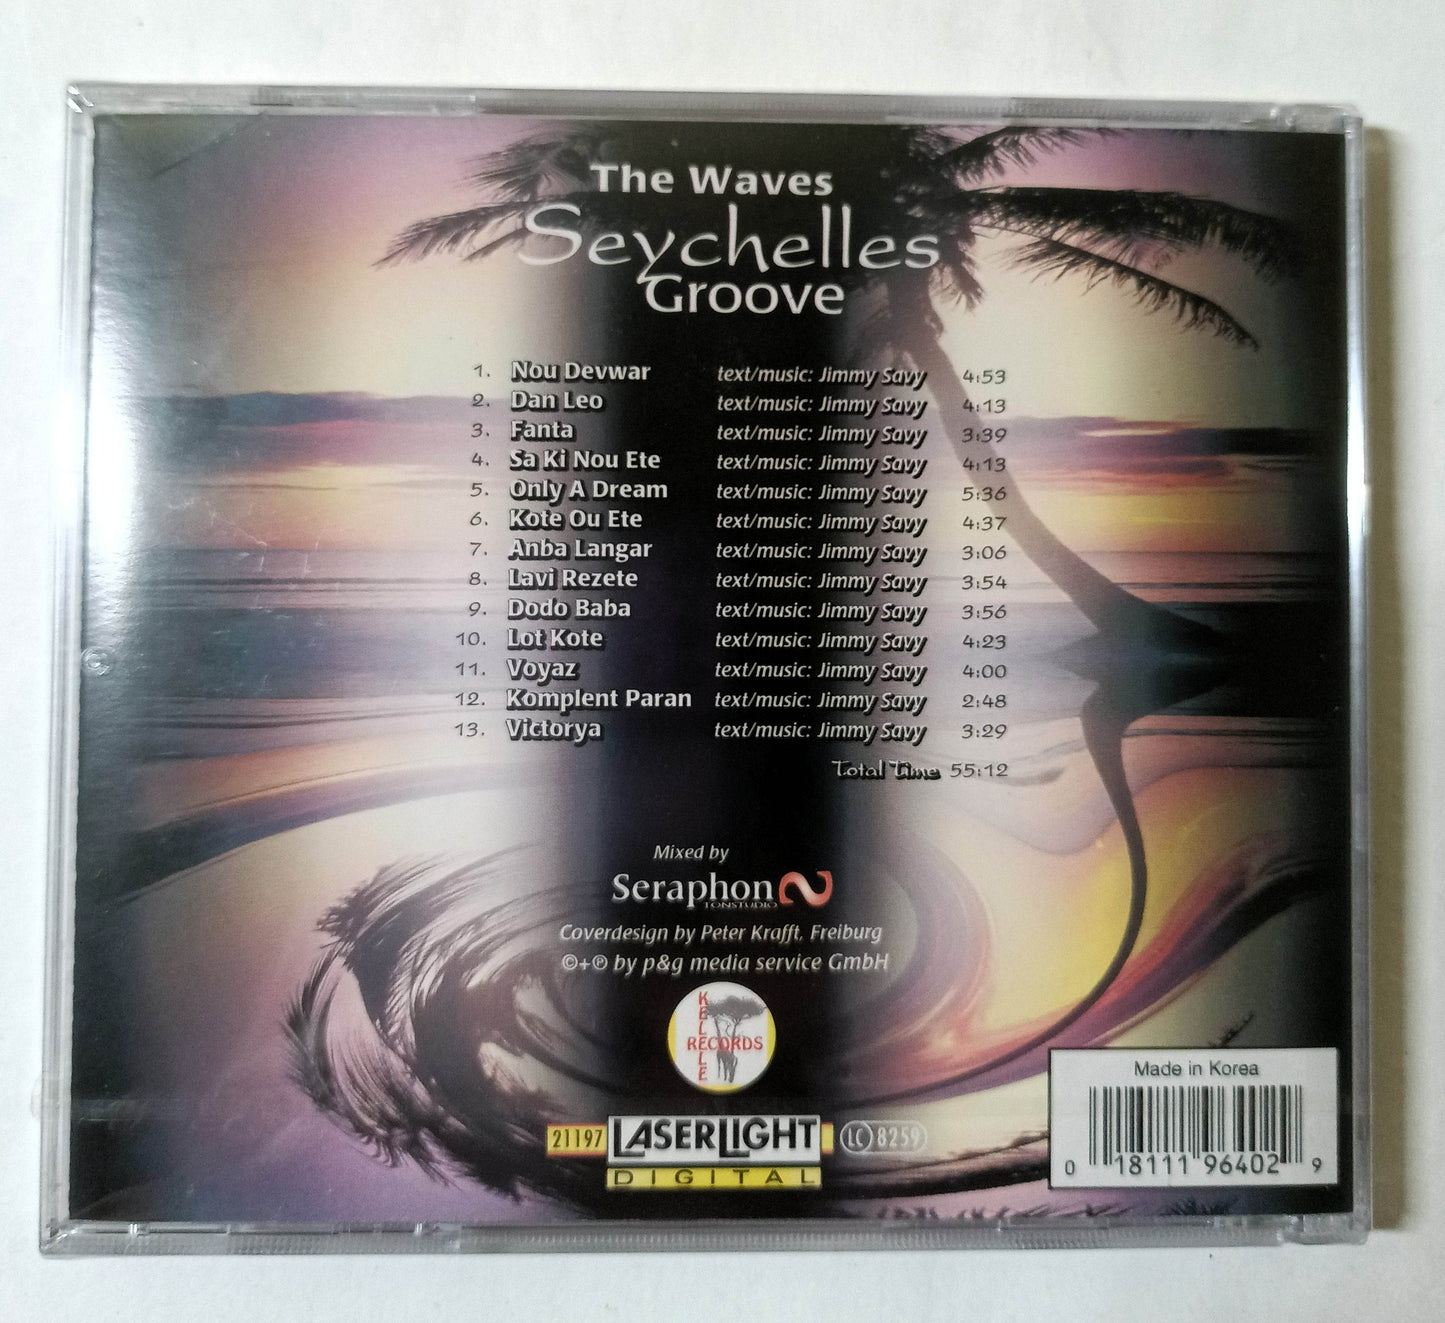 The Waves
Seychelles
Groove
1. Nou Devwar text/music: Jimmy Savy 4:53
2. Dan Leo text/music: Jimmy Savy 4:13
3. Fanta text/music: Jimmy Savy 3:39
4. Sa Ki Nou Ete text/music: Jimmy Savy 4:13
5. Only A Dream text/music: Jimmy Savy 5:36
6. Kote Ou Ete text/music: Jimmy Savy 4:37
7. Anba Langar text/music: Jimmy Savy 3:06
8. Lavi Rezete text/music: Jimmy Savy 3:54
9. Dodo Baba text/music: Jimmy Savy 3:56
10. Lot Kote text/music: Jimmy Savy 4:23
11. Voyaz text/music: Jimmy Savy 4:00
12. Komplent Paran text/music: Jimmy Savy 2:48
13. Victorya text/music: Jimmy Savy 3:29
Total Time 55:12
Mixed by
Seraphon
TONSTUDIO
Coverdesign by Peter Krafft, Freiburg
©+℗ by p&g media service GmbH
KELELE
RECORDS
21197 LASERLIGHT LC 8259
DIGITAL
Made in Korea
0 18111 96402 9